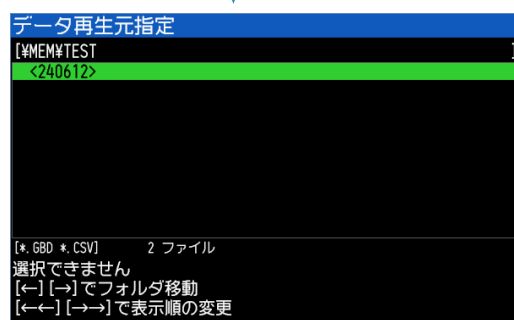 データ再生元指定
[¥MEM¥TEST ]
<240612>
[*.GBD *.CSV] 2 ファイル
選択できません
[←][→]でフォルダ移動
[←←][→→]で表示順の変更